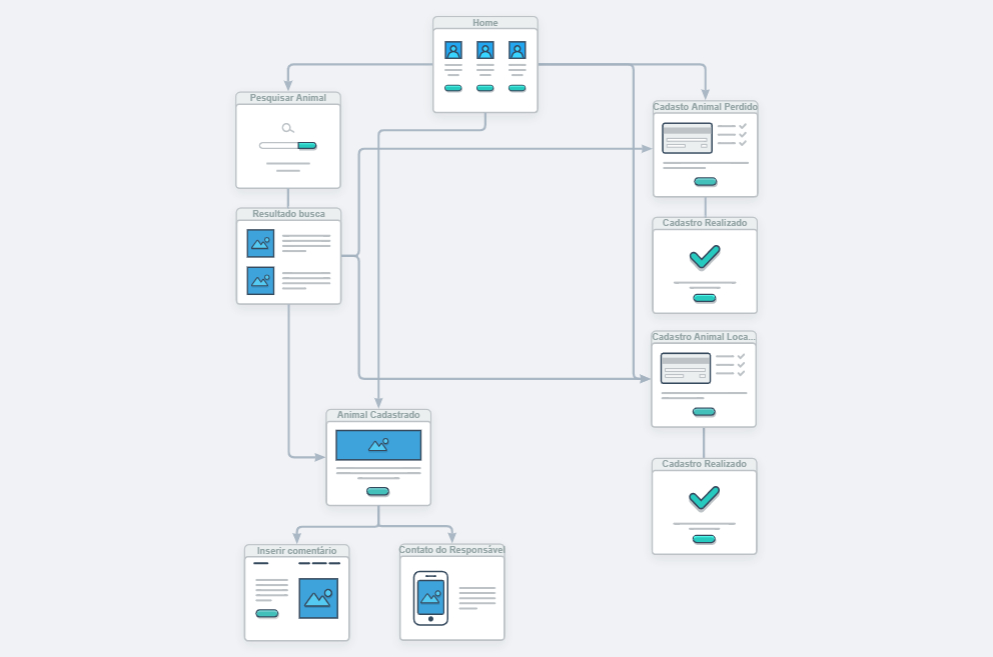 Home
Pesquisar Animal
Cadasto Animal Perdido
Resultado busca
Cadastro Realizado
Cadastro Animal Loca...
Animal Cadastrado
Cadastro Realizado
Inserir comentário
Contato do Responsável